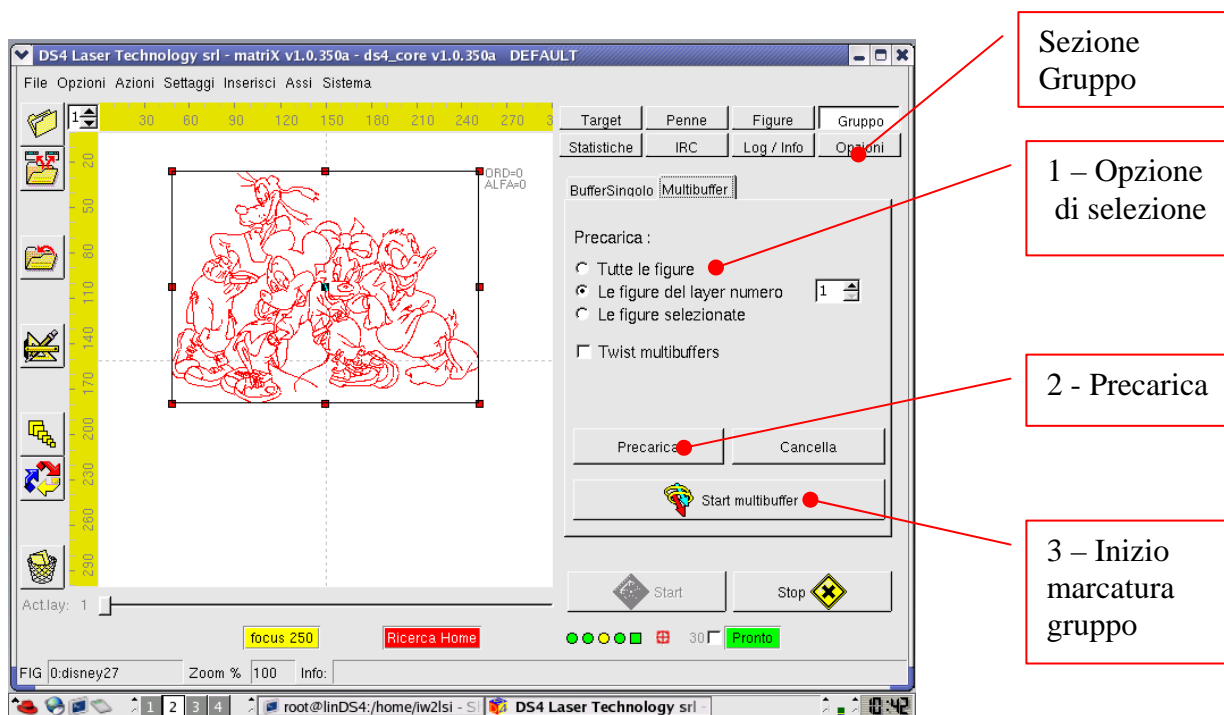 DS4 Laser Technology srl - matriX v1.0.350a - ds4_core v1.0.350a DEFAULT
File Opzioni Azioni Settaggi Inserisci Assi Sistema
1 30 60 90 120 150 180 210 240 270 3
20
50
80
110
140
170
200
230
260
290
ORD=0
ALFA=0
Target Penne Figure Gruppo
Statistiche IRC Log / Info Opzioni
BufferSingolo Multibuffer
Precarica :
Tutte le figure
Le figure del layer numero 1
Le figure selezionate
Twist multibuffers
Precarica Cancella
Start multibuffer
Start Stop
Act.lay: 1
focus 250 Ricerca Home 30 Pronto
FIG 0:disney27 Zoom % 100 Info:
1 2 3 4 root@linDS4:/home/iw2lsi - S DS4 Laser Technology srl - 10:42
Sezione
Gruppo
1 – Opzione
di selezione
2 - Precarica
3 – Inizio
marcatura
gruppo